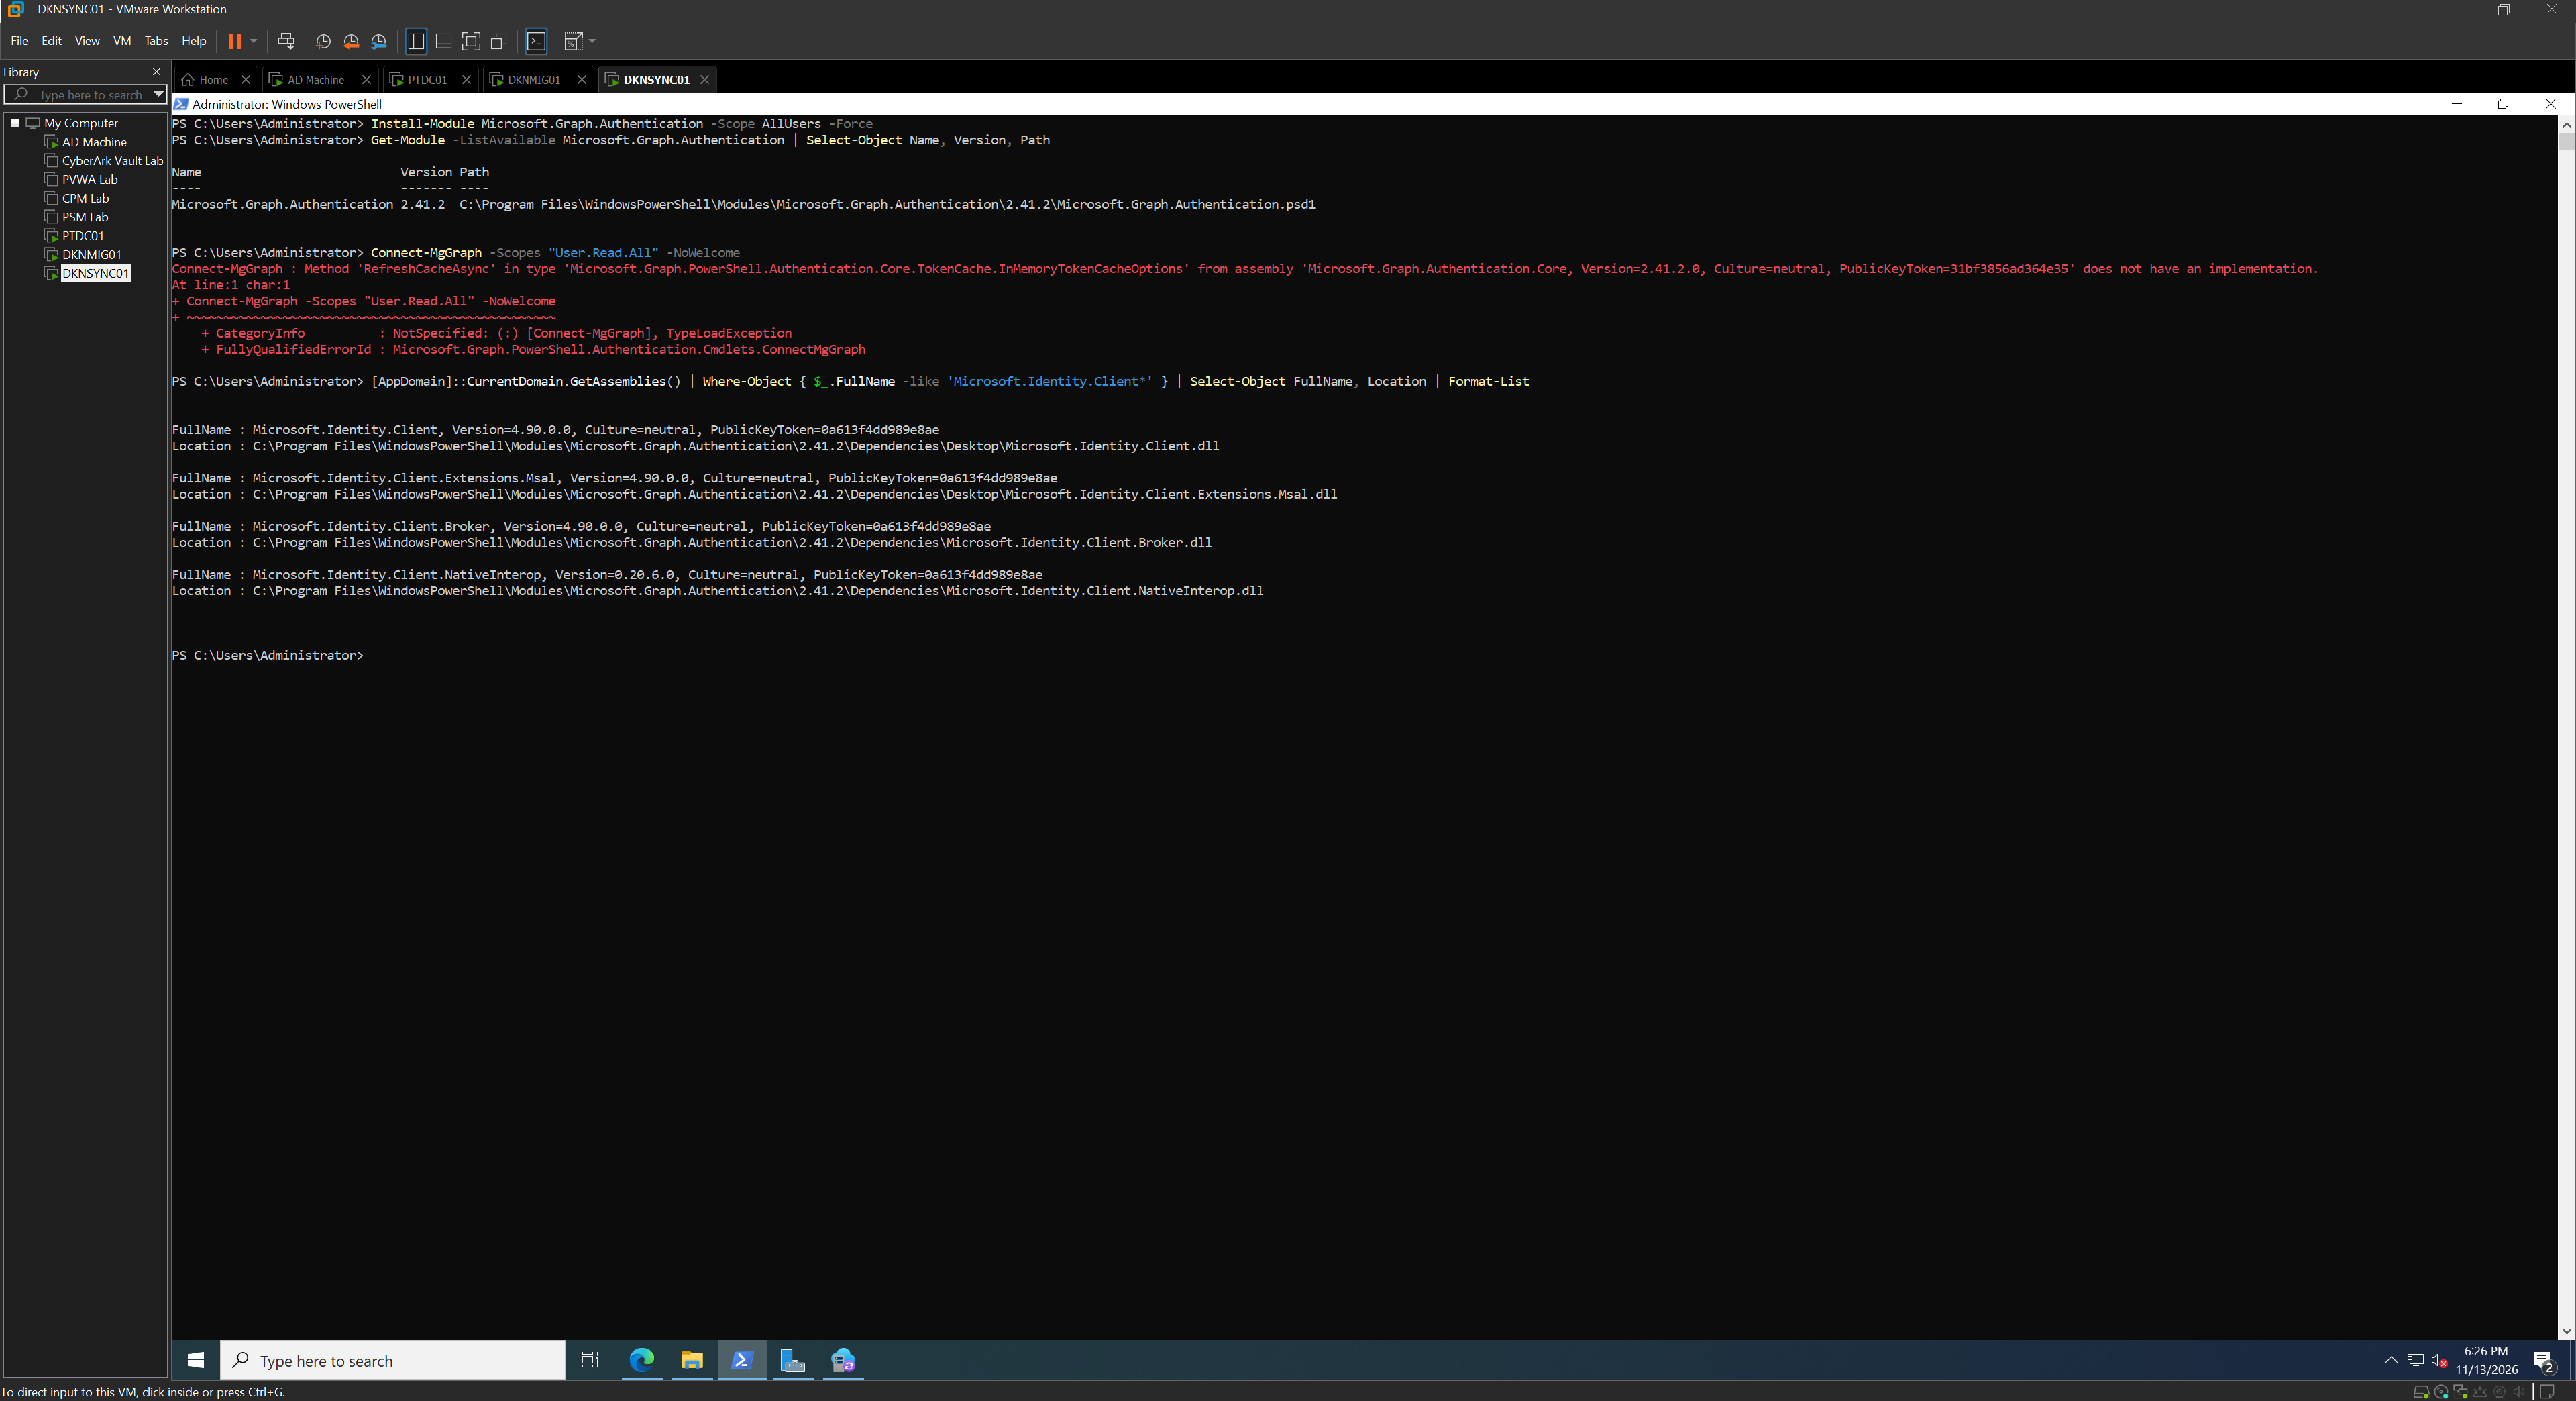 DKNSYNC01 - VMware Workstation
File Edit View VM Tabs Help
Library
Type here to search
My Computer
AD Machine
CyberArk Vault Lab
PVWA Lab
CPM Lab
PSM Lab
PTDC01
DKNMIG01
DKNSYNC01
Home AD Machine PTDC01 DKNMIG01 DKNSYNC01
Administrator: Windows PowerShell
PS C:\Users\Administrator> Install-Module Microsoft.Graph.Authentication -Scope AllUsers -Force
PS C:\Users\Administrator> Get-Module -ListAvailable Microsoft.Graph.Authentication | Select-Object Name, Version, Path
Name Version Path
---- ------- ----
Microsoft.Graph.Authentication 2.41.2 C:\Program Files\WindowsPowerShell\Modules\Microsoft.Graph.Authentication\2.41.2\Microsoft.Graph.Authentication.psd1
PS C:\Users\Administrator> Connect-MgGraph -Scopes "User.Read.All" -NoWelcome
Connect-MgGraph : Method 'RefreshCacheAsync' in type 'Microsoft.Graph.PowerShell.Authentication.Core.TokenCache.InMemoryTokenCacheOptions' from assembly 'Microsoft.Graph.Authentication.Core, Version=2.41.2.0, Culture=neutral, PublicKeyToken=31bf3856ad364e35' does not have an implementation.
At line:1 char:1
+ Connect-MgGraph -Scopes "User.Read.All" -NoWelcome
+ ~~~~~~~~~~~~~~~~~~~~~~~~~~~~~~~~~~~~~~~~~~~~~~~~~~
+ CategoryInfo : NotSpecified: (:) [Connect-MgGraph], TypeLoadException
+ FullyQualifiedErrorId : Microsoft.Graph.PowerShell.Authentication.Cmdlets.ConnectMgGraph
PS C:\Users\Administrator> [AppDomain]::CurrentDomain.GetAssemblies() | Where-Object { $_.FullName -like 'Microsoft.Identity.Client*' } | Select-Object FullName, Location | Format-List
FullName : Microsoft.Identity.Client, Version=4.90.0.0, Culture=neutral, PublicKeyToken=0a613f4dd989e8ae
Location : C:\Program Files\WindowsPowerShell\Modules\Microsoft.Graph.Authentication\2.41.2\Dependencies\Desktop\Microsoft.Identity.Client.dll
FullName : Microsoft.Identity.Client.Extensions.Msal, Version=4.90.0.0, Culture=neutral, PublicKeyToken=0a613f4dd989e8ae
Location : C:\Program Files\WindowsPowerShell\Modules\Microsoft.Graph.Authentication\2.41.2\Dependencies\Desktop\Microsoft.Identity.Client.Extensions.Msal.dll
FullName : Microsoft.Identity.Client.Broker, Version=4.90.0.0, Culture=neutral, PublicKeyToken=0a613f4dd989e8ae
Location : C:\Program Files\WindowsPowerShell\Modules\Microsoft.Graph.Authentication\2.41.2\Dependencies\Microsoft.Identity.Client.Broker.dll
FullName : Microsoft.Identity.Client.NativeInterop, Version=0.20.6.0, Culture=neutral, PublicKeyToken=0a613f4dd989e8ae
Location : C:\Program Files\WindowsPowerShell\Modules\Microsoft.Graph.Authentication\2.41.2\Dependencies\Microsoft.Identity.Client.NativeInterop.dll
PS C:\Users\Administrator>
Type here to search
6:26 PM
11/13/2026
2
To direct input to this VM, click inside or press Ctrl+G.